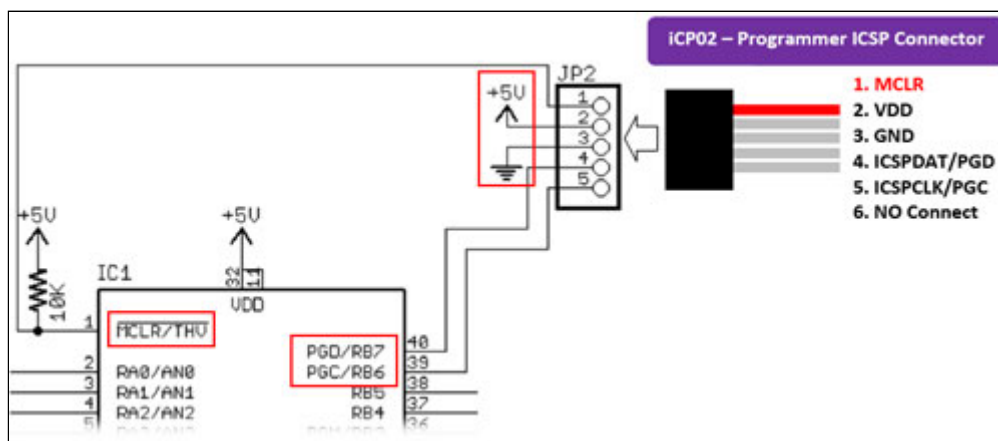 iCP02 – Programmer ICSP Connector
JP2
+5V
1
2
3
4
5
1. MCLR
2. VDD
3. GND
4. ICSPDAT/PGD
5. ICSPCLK/PGC
6. NO Connect
+5V
+5V
10K
IC1
32
11
VDD
1
MCLR/THV
2
RA0/AN0
3
RA1/AN1
4
RA2/AN2
5
PGD/RB7
40
PGC/RB6
39
RB5
38
RB4
37
36